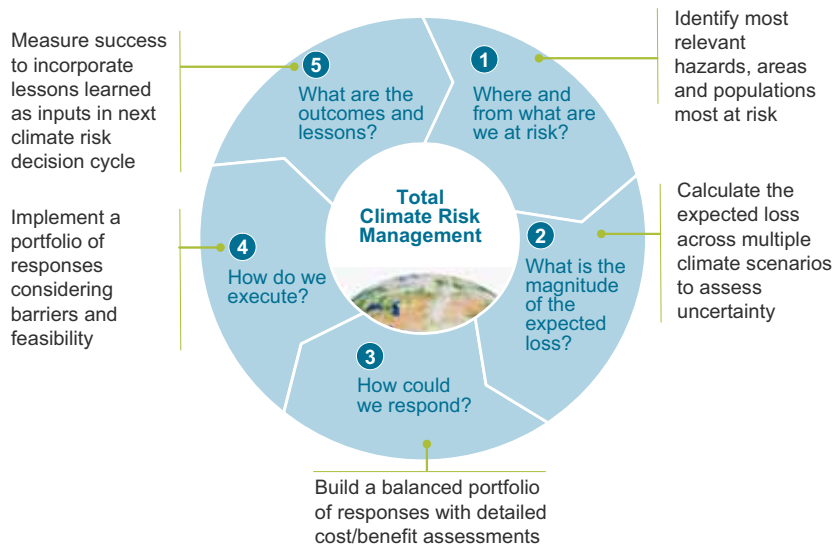 Total
Climate Risk
Management
1
Where and
from what are
we at risk?
Identify most
relevant
hazards, areas
and populations
most at risk
2
What is the
magnitude
of the
expected
loss?
Calculate the
expected loss
across multiple
climate scenarios
to assess
uncertainty
3
How could
we respond?
Build a balanced portfolio
of responses with detailed
cost/benefit assessments
4
How do we
execute?
Implement a
portfolio of
responses
considering
barriers and
feasibility
5
What are the
outcomes and
lessons?
Measure success
to incorporate
lessons learned
as inputs in next
climate risk
decision cycle